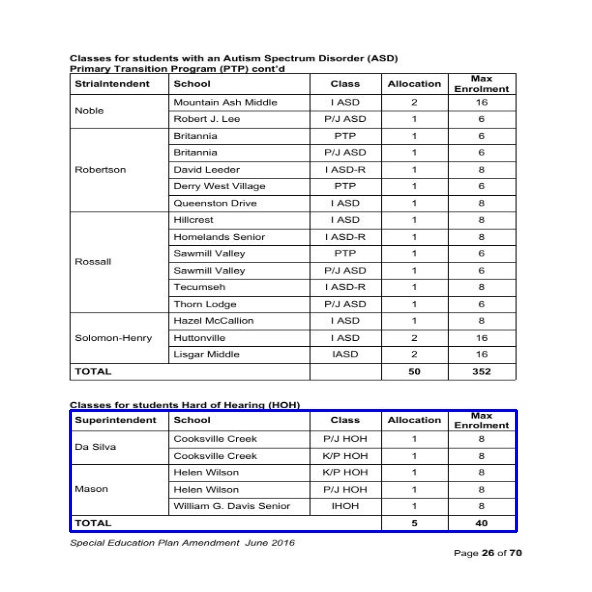 Classes for students with an Autism Spectrum Disorder (ASD)
Primary Transition Program (PTP) cont'd
StriaIntendent School Class Allocation Max Enrolment
Noble Mountain Ash Middle I ASD 2 16
Robert J. Lee P/J ASD 1 6
Robertson Britannia PTP 1 6
Britannia P/J ASD 1 6
David Leeder I ASD-R 1 8
Derry West Village PTP 1 6
Queenston Drive I ASD 1 8
Rossall Hillcrest I ASD 1 8
Homelands Senior I ASD-R 1 8
Sawmill Valley PTP 1 6
Sawmill Valley P/J ASD 1 6
Tecumseh I ASD-R 1 8
Thorn Lodge P/J ASD 1 6
Solomon-Henry Hazel McCallion I ASD 1 8
Huttonville I ASD 2 16
Lisgar Middle IASD 2 16
TOTAL 50 352
Classes for students Hard of Hearing (HOH)
Superintendent School Class Allocation Max Enrolment
Da Silva Cooksville Creek P/J HOH 1 8
Cooksville Creek K/P HOH 1 8
Mason Helen Wilson K/P HOH 1 8
Helen Wilson P/J HOH 1 8
William G. Davis Senior IHOH 1 8
TOTAL 5 40
Special Education Plan Amendment June 2016
Page 26 of 70